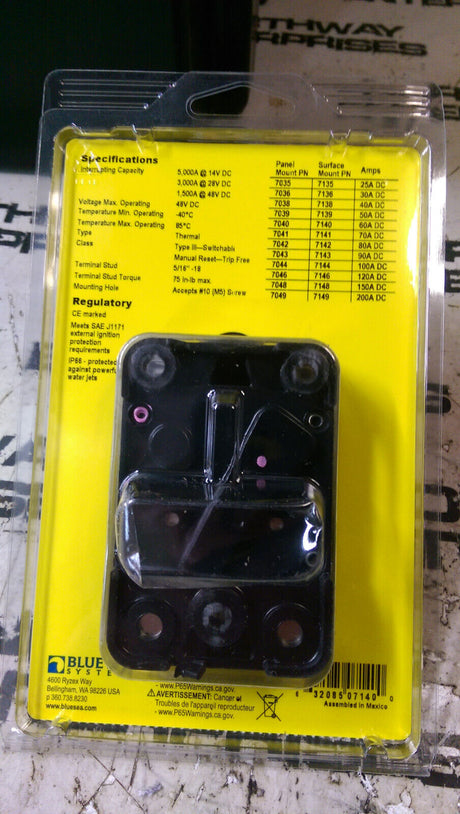 Specifications
Interrupting Capacity 5,000A @ 14V DC
3,000A @ 28V DC
1,500A @ 48V DC
Voltage Max. Operating 48V DC
Temperature Min. Operating -40°C
Temperature Max. Operating 85°C
Type Thermal
Class Type III—Switchable
Manual Reset—Trip Free
Terminal Stud 5/16"-18
Terminal Stud Torque 75 in-lb max.
Mounting Hole Accepts #10 (M5) Screw
Regulatory
CE marked
Meets SAE J1171
external ignition
protection
requirements
protected
against powerful
water jets
Panel Mount PN Surface Mount PN Amps
7035 7135 25A DC
7036 7136 30A DC
7038 7138 40A DC
7039 7139 50A DC
7040 7140 60A DC
7041 7141 70A DC
7042 7142 80A DC
7043 7143 90A DC
7044 7144 100A DC
7046 7146 120A DC
7048 7148 150A DC
7049 7149 200A DC
BLUE
SYSTE
4600 Ryzex Way
Bellingham, WA 98226 USA
p 360.738.8230
www.bluesea.com
- www.P65Warnings.ca.gov.
AVERTISSEMENT: Cancer et
Troubles de l'appareil reproducteur
- www.P65Warnings.ca.gov.
6 32085 07140 0
Assembled in Mexico